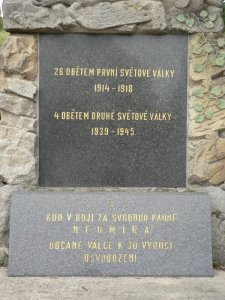 26 OBĚTEM PRVNÍ SVĚTOVÉ VÁLKY
1914 - 1918
4 OBĚTEM DRUHÉ SVĚTOVÉ VÁLKY
1939 - 1945.
KDO V BOJI ZA SVOBODU PADNE
NEUMÍRÁ
OBČANÉ VALČE K 30 VÝROČÍ
OSVOBOZENÍ